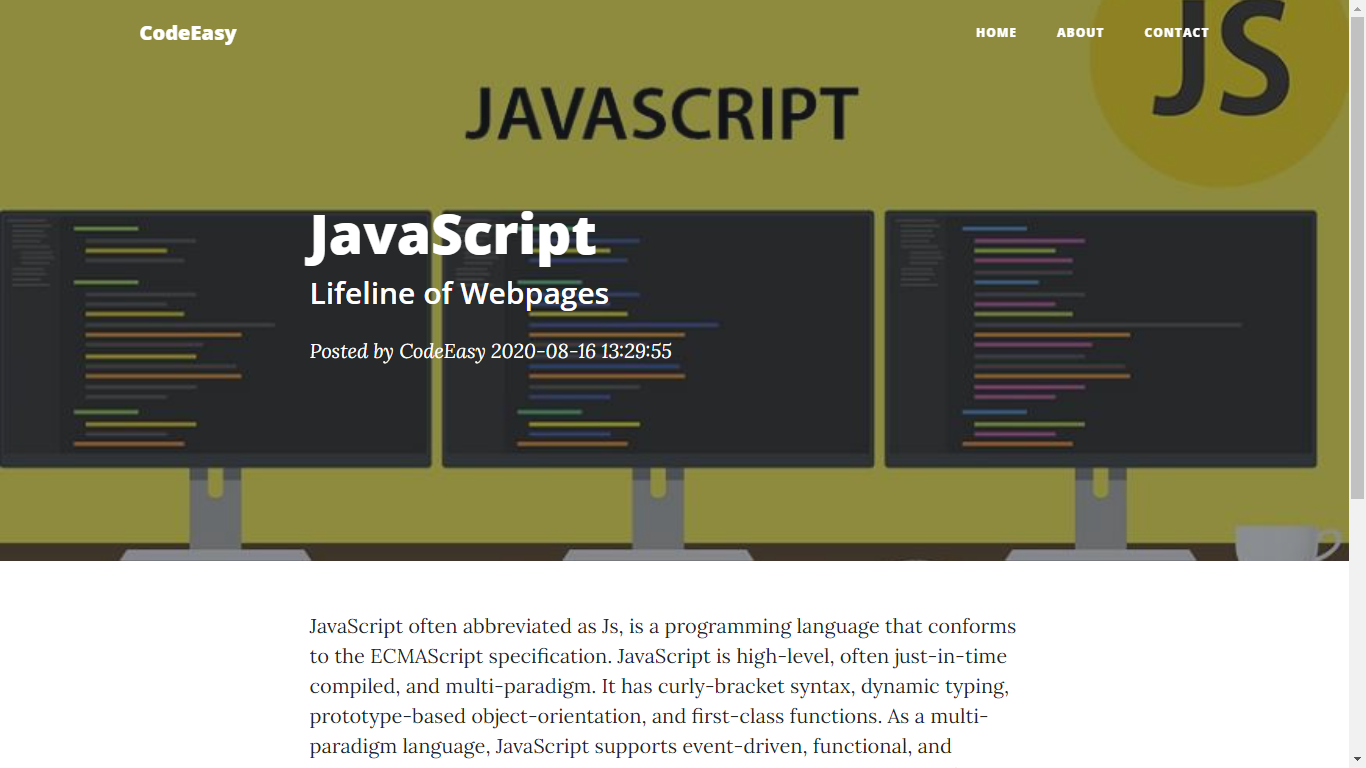 CodeEasy
HOME ABOUT CONTACT
JS
JAVASCRIPT
JavaScript
Lifeline of Webpages
Posted by CodeEasy 2020-08-16 13:29:55
JavaScript often abbreviated as Js, is a programming language that conforms
to the ECMAScript specification. JavaScript is high-level, often just-in-time
compiled, and multi-paradigm. It has curly-bracket syntax, dynamic typing,
prototype-based object-orientation, and first-class functions. As a multi-
paradigm language, JavaScript supports event-driven, functional, and